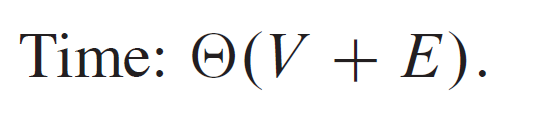 Time: Θ(V + E).